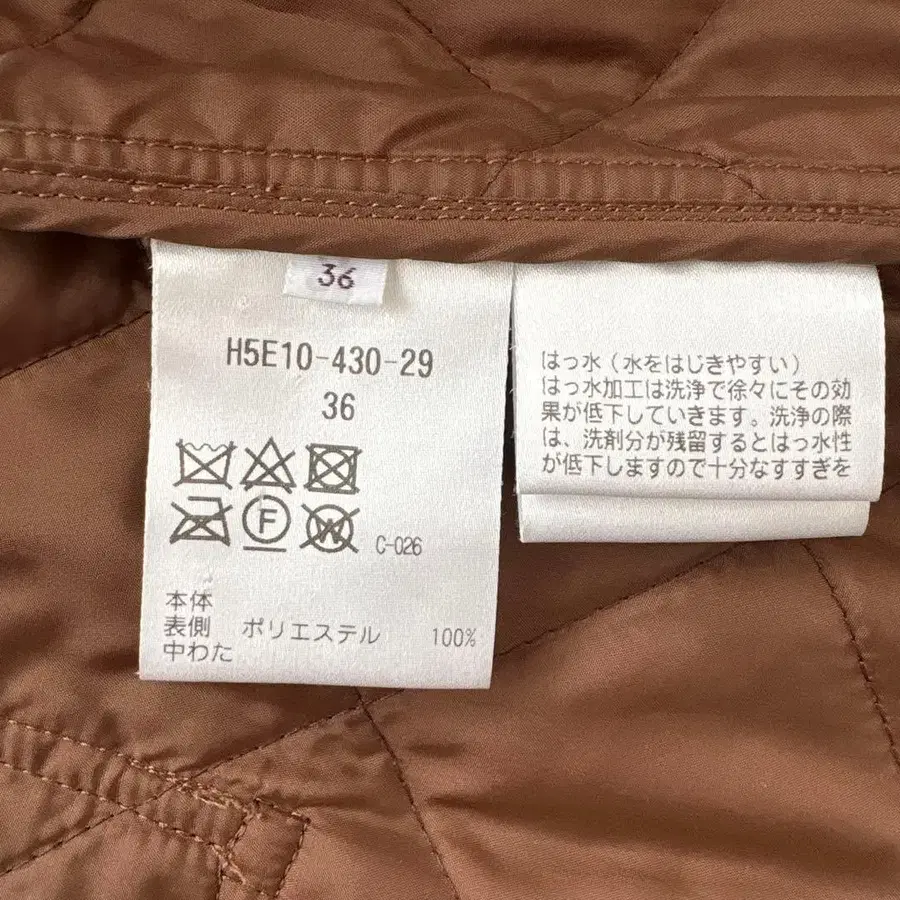 36
H5E10-430-29
36
F
W
C-026
本体
表側 ポリエステル 100%
中わた
はっ水（水をはじきやすい）
はっ水加工は洗浄で徐々にその効
果が低下していきます。洗浄の際
は、洗剤分が残留するとはっ水性
が低下しますので十分なすすぎを